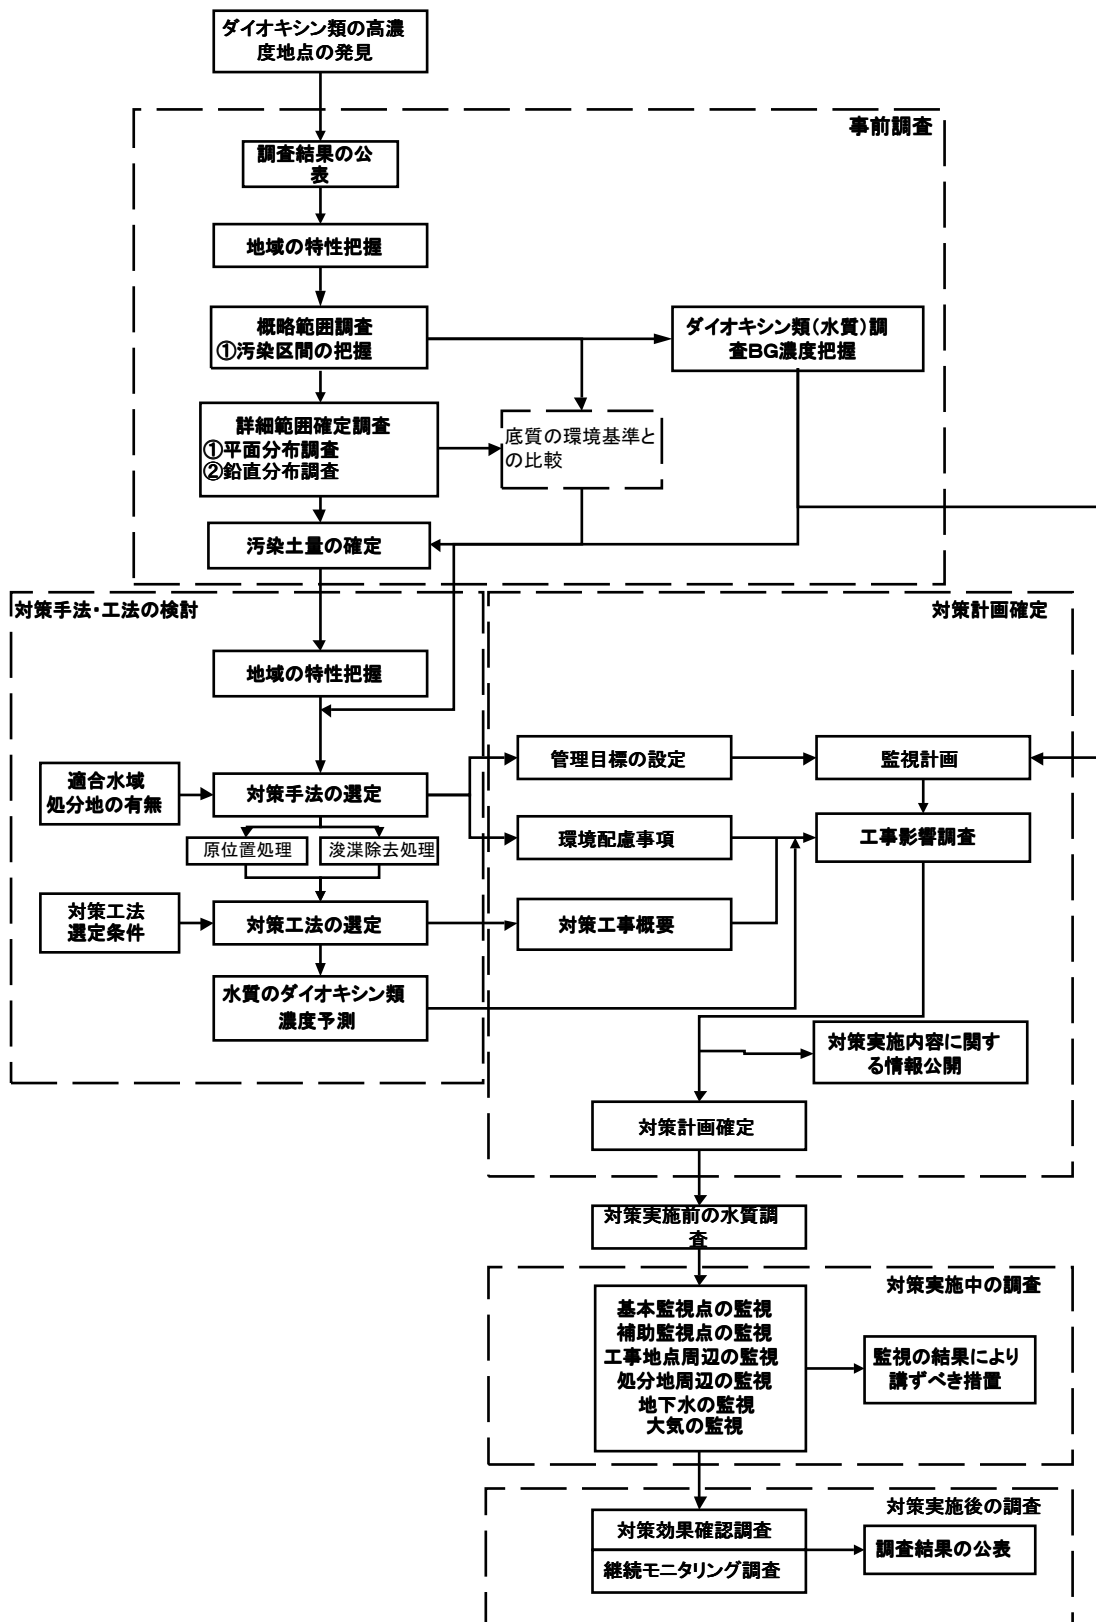 ダイオキシン類の高濃
度地点の発見
事前調査
調査結果の公
表
地域の特性把握
概略範囲調査
①汚染区間の把握
ダイオキシン類(水質)調
査BG濃度把握
詳細範囲確定調査
①平面分布調査
②鉛直分布調査
底質の環境基準と
の比較
汚染土量の確定
対策手法・工法の検討
対策計画確定
地域の特性把握
適合水域
処分地の有無
対策手法の選定
管理目標の設定
監視計画
原位置処理
浚渫除去処理
環境配慮事項
工事影響調査
対策工法
選定条件
対策工法の選定
対策工事概要
水質のダイオキシン類
濃度予測
対策実施内容に関す
る情報公開
対策計画確定
対策実施前の水質調
査
対策実施中の調査
基本監視点の監視
補助監視点の監視
工事地点周辺の監視
処分地周辺の監視
地下水の監視
大気の監視
監視の結果により
講ずべき措置
対策実施後の調査
対策効果確認調査
継続モニタリング調査
調査結果の公表